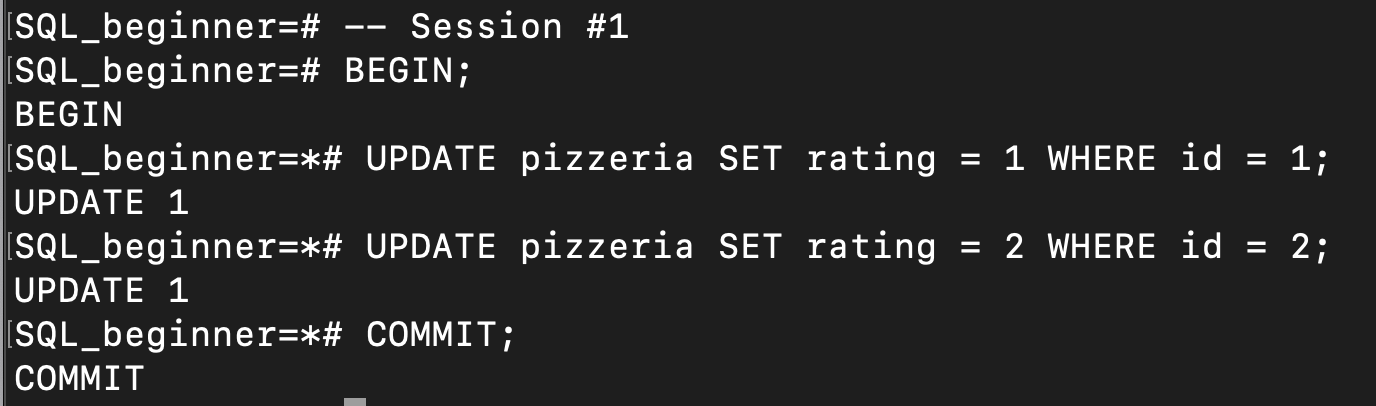 [SQL_beginner=# -- Session #1
[SQL_beginner=# BEGIN;
BEGIN
[SQL_beginner=*# UPDATE pizzeria SET rating = 1 WHERE id = 1;
UPDATE 1
[SQL_beginner=*# UPDATE pizzeria SET rating = 2 WHERE id = 2;
UPDATE 1
[SQL_beginner=*# COMMIT;
COMMIT